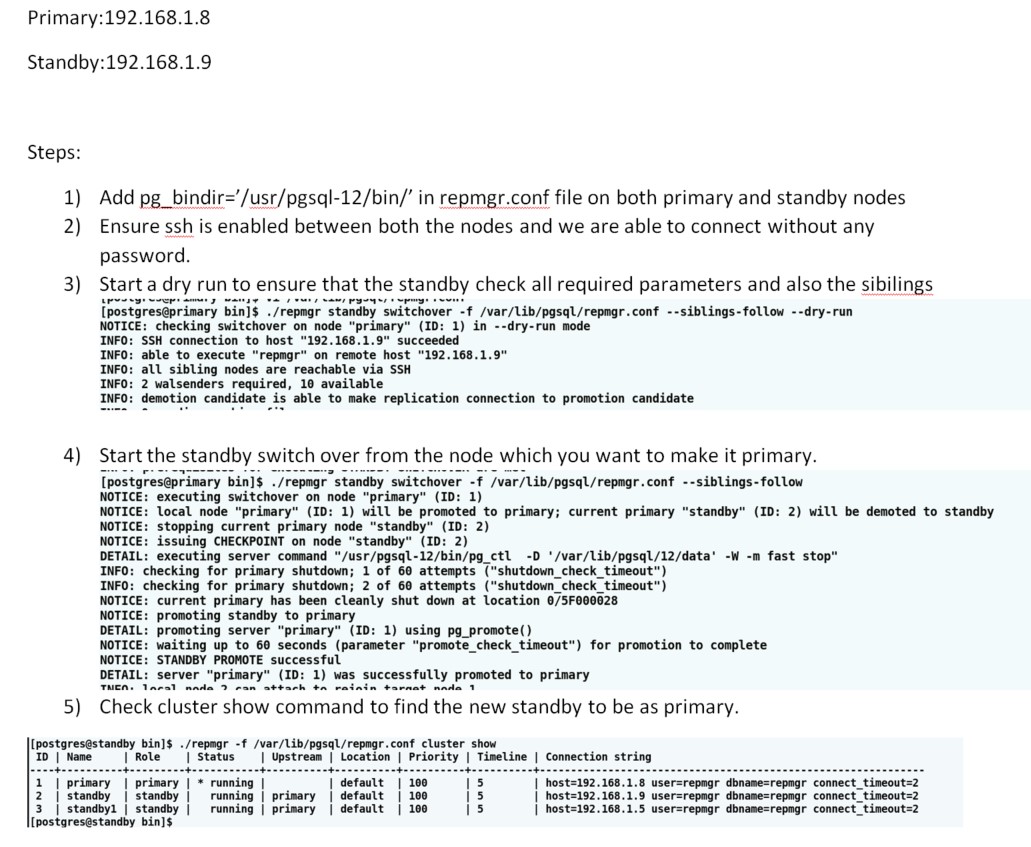 Primary:192.168.1.8
Standby:192.168.1.9
Steps:
1) Add pg_bindir='/usr/pgsql-12/bin/' in repmgr.conf file on both primary and standby nodes
2) Ensure ssh is enabled between both the nodes and we are able to connect without any
password.
3) Start a dry run to ensure that the standby check all required parameters and also the sibilings
[postgres@primary bin]$ vi /var/lib/pgsql/repmgr.conf
[postgres@primary bin]$ ./repmgr standby switchover -f /var/lib/pgsql/repmgr.conf --siblings-follow --dry-run
NOTICE: checking switchover on node "primary" (ID: 1) in --dry-run mode
INFO: SSH connection to host "192.168.1.9" succeeded
INFO: able to execute "repmgr" on remote host "192.168.1.9"
INFO: all sibling nodes are reachable via SSH
INFO: 2 walsenders required, 10 available
INFO: demotion candidate is able to make replication connection to promotion candidate
4) Start the standby switch over from the node which you want to make it primary.
[postgres@primary bin]$ ./repmgr standby switchover -f /var/lib/pgsql/repmgr.conf --siblings-follow
NOTICE: executing switchover on node "primary" (ID: 1)
NOTICE: local node "primary" (ID: 1) will be promoted to primary; current primary "standby" (ID: 2) will be demoted to standby
NOTICE: stopping current primary node "standby" (ID: 2)
NOTICE: issuing CHECKPOINT on node "standby" (ID: 2)
DETAIL: executing server command "/usr/pgsql-12/bin/pg_ctl  -D '/var/lib/pgsql/12/data' -W -m fast stop"
INFO: checking for primary shutdown; 1 of 60 attempts ("shutdown_check_timeout")
INFO: checking for primary shutdown; 2 of 60 attempts ("shutdown_check_timeout")
NOTICE: current primary has been cleanly shut down at location 0/5F000028
NOTICE: promoting standby to primary
DETAIL: promoting server "primary" (ID: 1) using pg_promote()
NOTICE: waiting up to 60 seconds (parameter "promote_check_timeout") for promotion to complete
NOTICE: STANDBY PROMOTE successful
DETAIL: server "primary" (ID: 1) was successfully promoted to primary
INFO: local node 2 can attach to rejoin target node 1
5) Check cluster show command to find the new standby to be as primary.
[postgres@standby bin]$ ./repmgr -f /var/lib/pgsql/repmgr.conf cluster show
ID | Name | Role | Status | Upstream | Location | Priority | Timeline | Connection string
----+----------+---------+-----------+----------+----------+----------+----------+---------------------------------------------------------
1 | primary | primary | * running | | default | 100 | 5 | host=192.168.1.8 user=repmgr dbname=repmgr connect_timeout=2
2 | standby | standby | running | primary | default | 100 | 5 | host=192.168.1.9 user=repmgr dbname=repmgr connect_timeout=2
3 | standby1 | standby | running | primary | default | 100 | 5 | host=192.168.1.5 user=repmgr dbname=repmgr connect_timeout=2
[postgres@standby bin]$